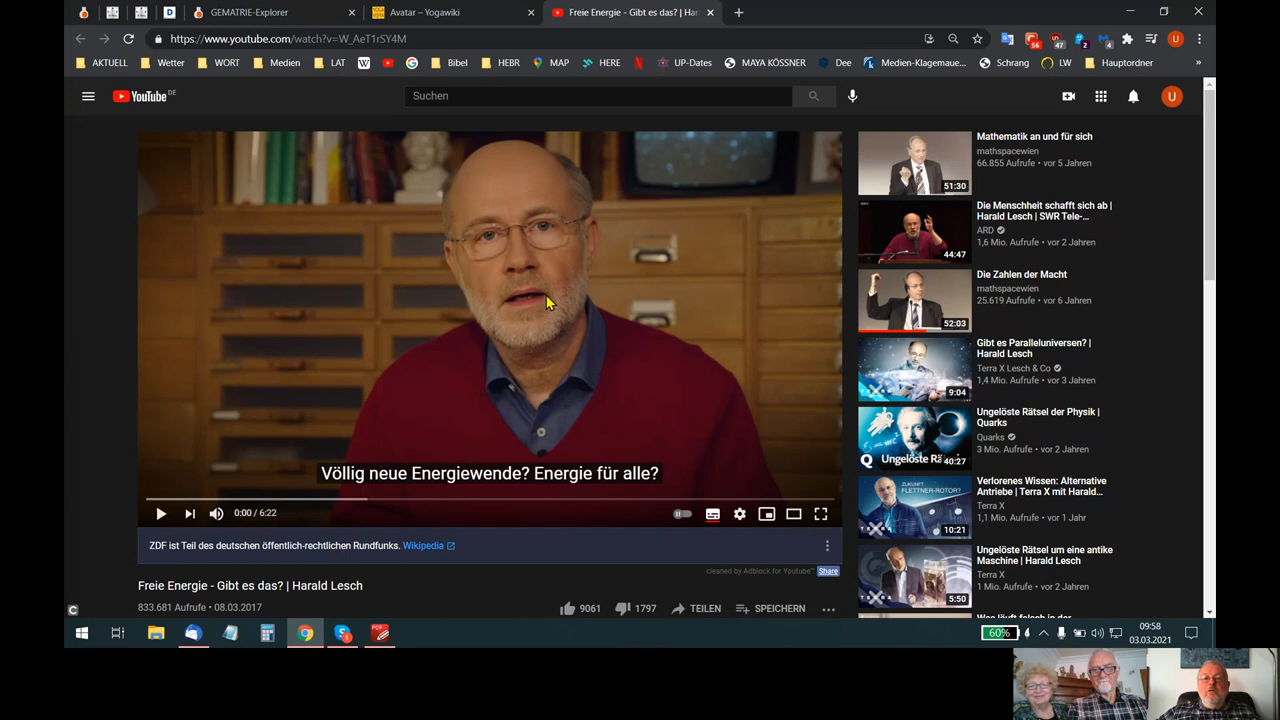 GEMATRIE-Explorer
Avatar – Yogawiki
Freie Energie - Gibt es das? | Har
https://www.youtube.com/watch?v=W_AeT1rSY4M
56
47
2
4
U
AKTUELL
Wetter
WORT
Medien
LAT
Bibel
HEBR
MAP
HERE
UP-Dates
MAYA KÖSSNER
Dee
Medien-Klagemaue...
Schrang
LW
Hauptordner
»
YouTube DE
Suchen
U
Völlig neue Energiewende? Energie für alle?
0:00 / 6:22
ZDF ist Teil des deutschen öffentlich-rechtlichen Rundfunks. Wikipedia
cleaned by Adblock for Youtube™ Share
Freie Energie - Gibt es das? | Harald Lesch
833.681 Aufrufe • 08.03.2017
9061
1797
TEILEN
SPEICHERN
51:30
Mathematik an und für sich
mathspacewien
66.855 Aufrufe • vor 5 Jahren
44:47
Die Menschheit schafft sich ab |
Harald Lesch | SWR Tele-...
ARD
1,6 Mio. Aufrufe • vor 2 Jahren
52:03
Die Zahlen der Macht
mathspacewien
25.619 Aufrufe • vor 6 Jahren
9:04
Gibt es Paralleluniversen? |
Harald Lesch
Terra X Lesch & Co
1,4 Mio. Aufrufe • vor 3 Jahren
Ungelöste Rä
40:27
Ungelöste Rätsel der Physik |
Quarks
Quarks
3 Mio. Aufrufe • vor 2 Jahren
ZUKUNFT
FLETTNER-ROTOR?
10:21
Verlorenes Wissen: Alternative
Antriebe | Terra X mit Harald...
Terra X
1,1 Mio. Aufrufe • vor 1 Jahr
5:50
Ungelöste Rätsel um eine antike
Maschine | Harald Lesch
Terra X
1 Mio. Aufrufe • vor 2 Jahren
60%
09:58
03.03.2021